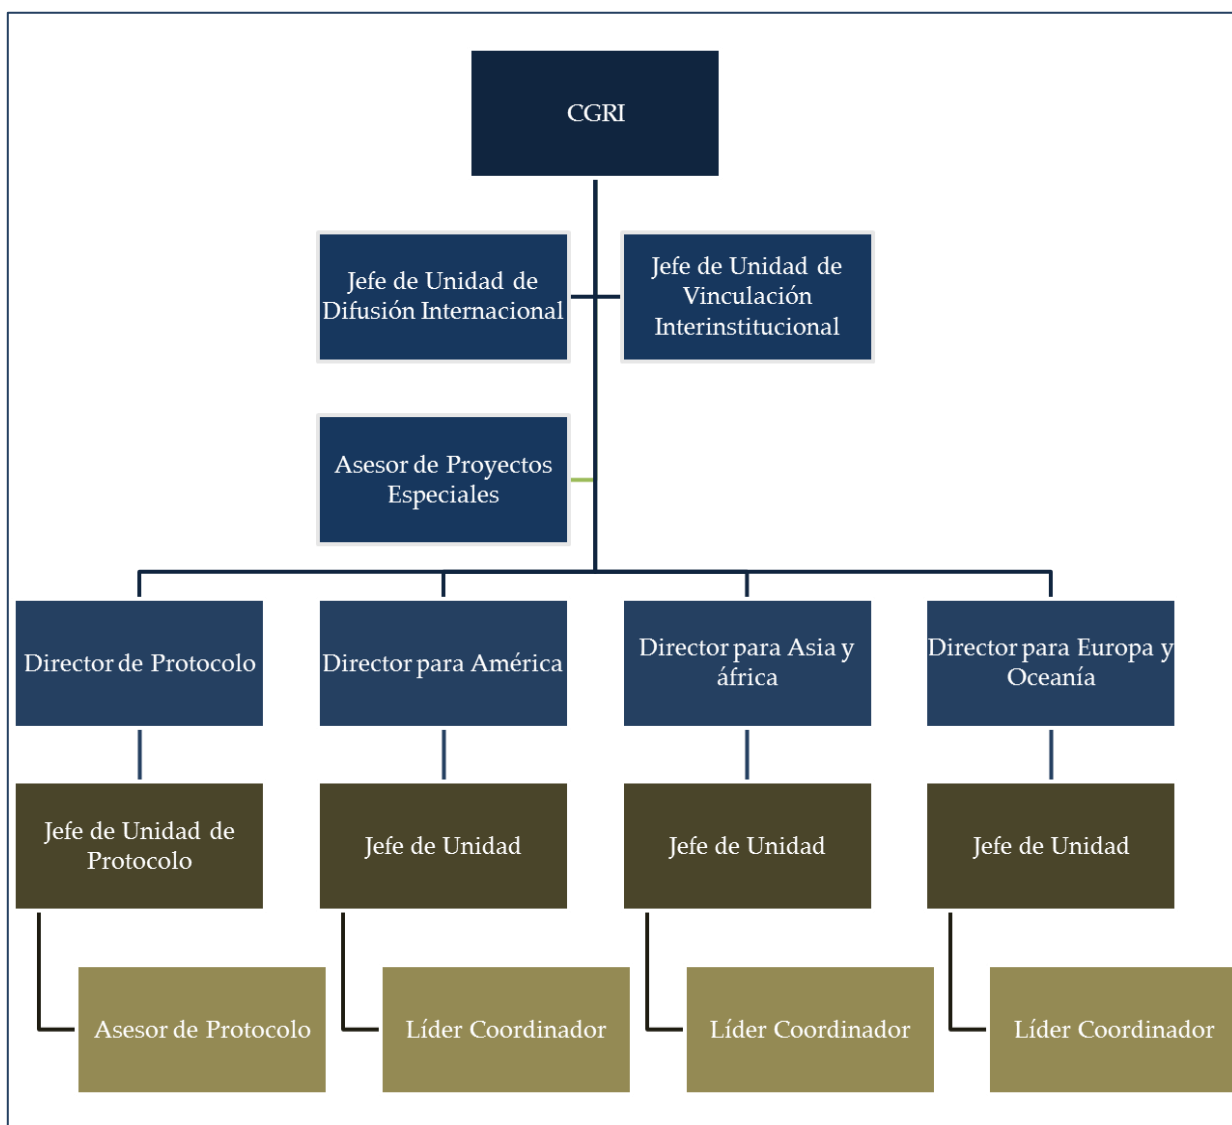 CGRI
Jefe de Unidad de
Difusión Internacional
Jefe de Unidad de
Vinculación
Interinstitucional
Asesor de Proyectos
Especiales
Director de Protocolo
Director para América
Director para Asia y
áfrica
Director para Europa y
Oceanía
Jefe de Unidad de
Protocolo
Jefe de Unidad
Jefe de Unidad
Jefe de Unidad
Asesor de Protocolo
Líder Coordinador
Líder Coordinador
Líder Coordinador